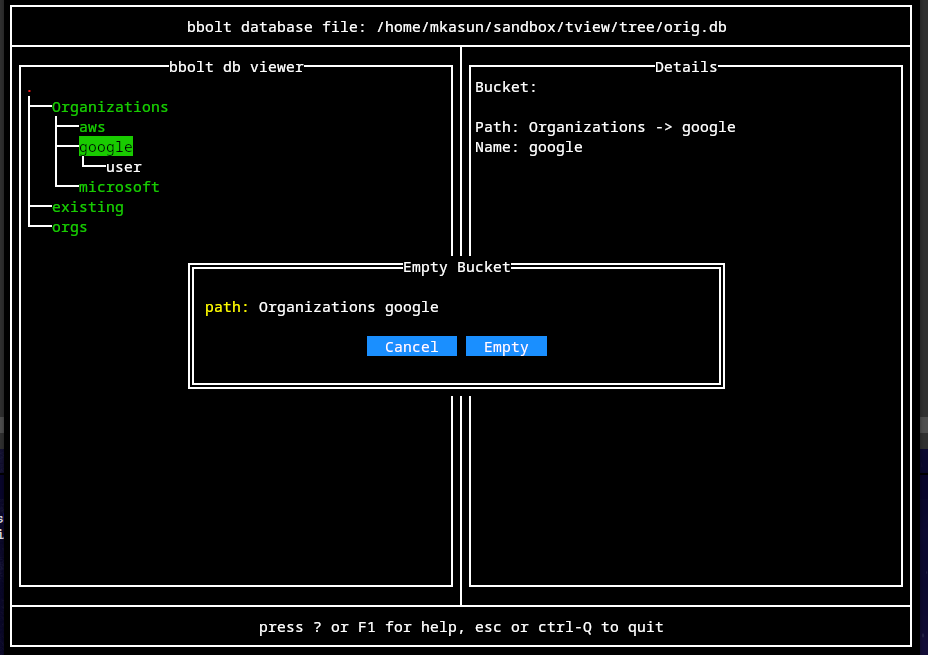 bbolt database file: /home/mkasun/sandbox/tview/tree/orig.db
bbolt db viewer
.
Organizations
aws
google
user
microsoft
existing
orgs
Details
Bucket:
Path: Organizations -> google
Name: google
Empty Bucket
path: Organizations google
Cancel Empty
press ? or F1 for help, esc or ctrl-Q to quit